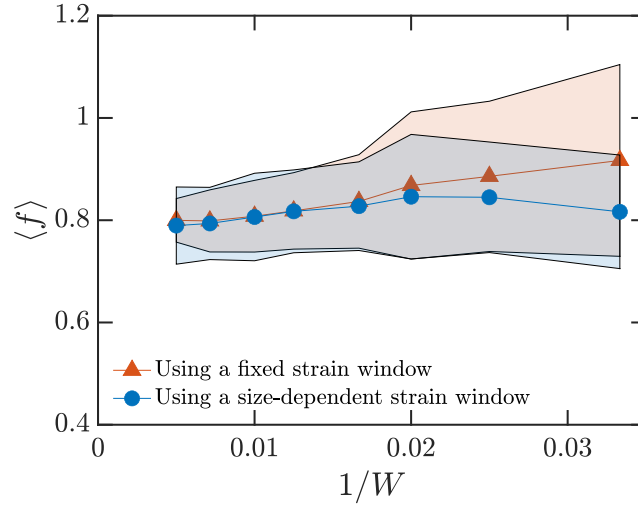 1.2
1
0.8
0.6
0.4
⟨f⟩
Using a fixed strain window
Using a size-dependent strain window
0 0.01 0.02 0.03
1/W